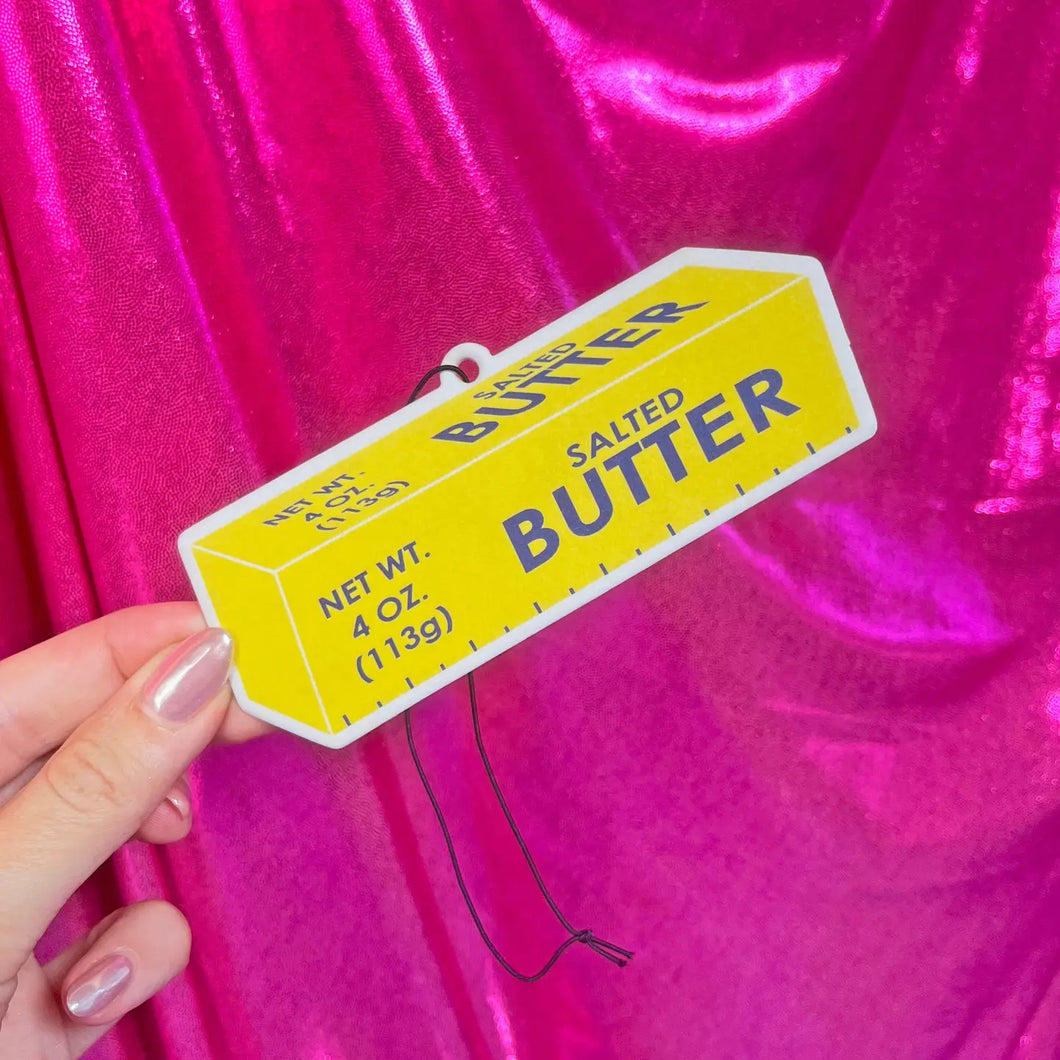 SALTED
BUTTER
NET WT.
4 OZ.
(113g)
SALTED
BUTTER
NET WT.
4 OZ.
(113g)